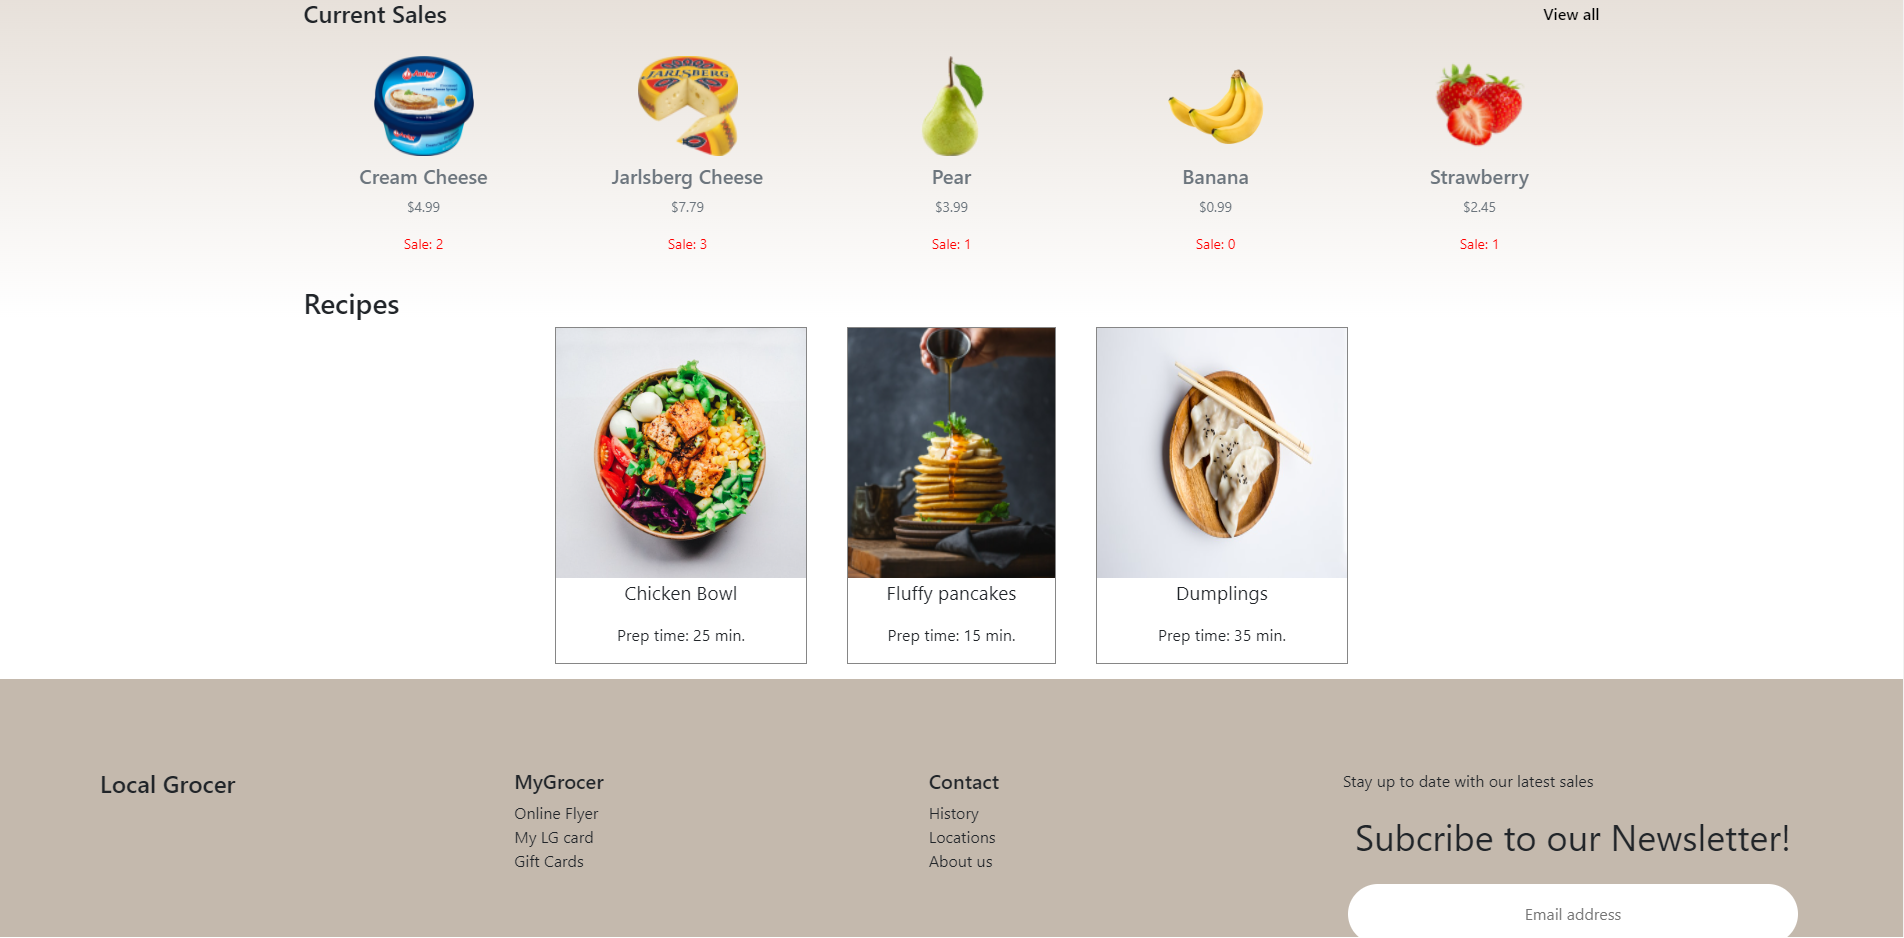 Current Sales
View all
JARLSBERG
Cream Cheese
Jarlsberg Cheese
Pear
Banana
Strawberry
$4.99
$7.79
$3.99
$0.99
$2.45
Sale: 2
Sale: 3
Sale: 1
Sale: 0
Sale: 1
Recipes
Chicken Bowl
Fluffy pancakes
Dumplings
Prep time: 25 min.
Prep time: 15 min.
Prep time: 35 min.
Local Grocer
MyGrocer
Online Flyer
My LG card
Gift Cards
Contact
History
Locations
About us
Stay up to date with our latest sales
Subcribe to our Newsletter!
Email address